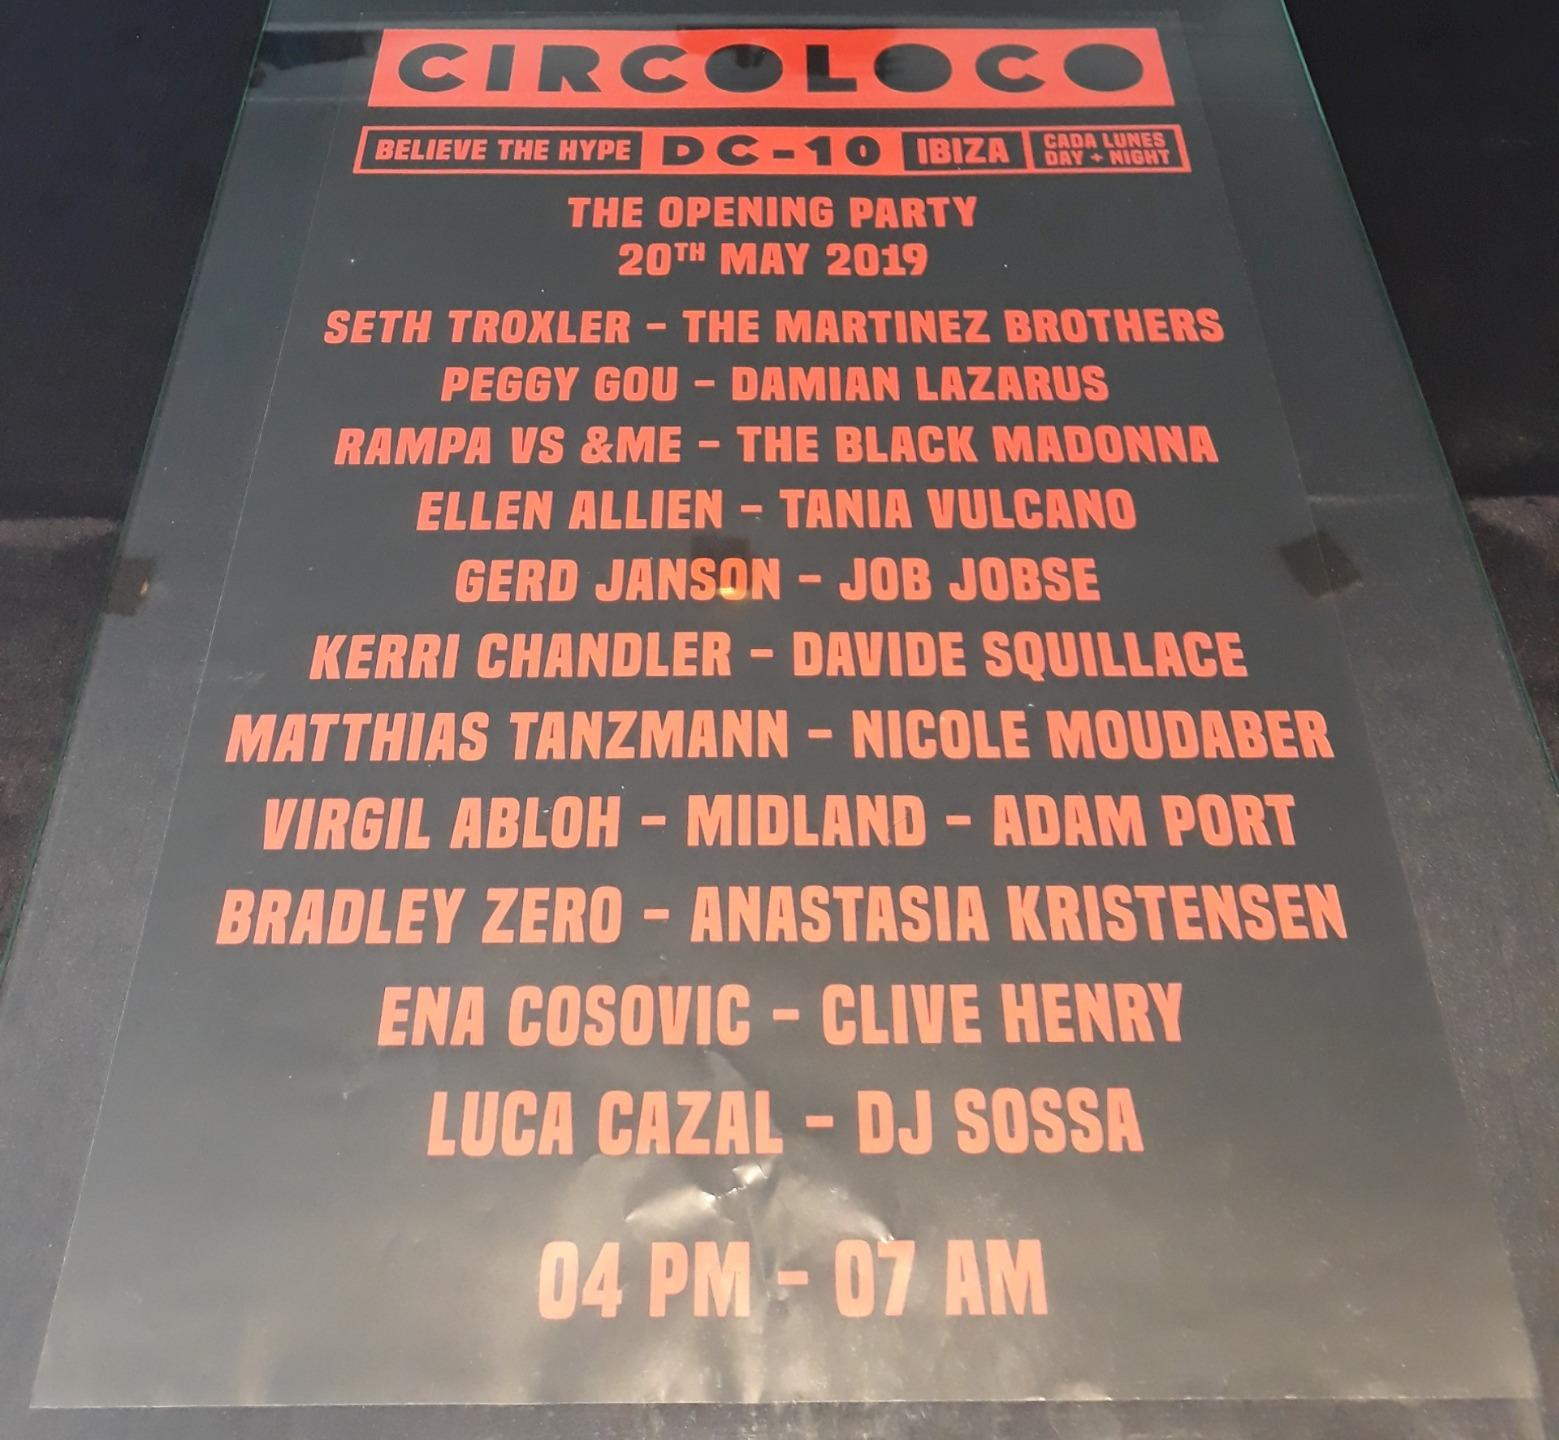 CIRCOLOCO
BELIEVE THE HYPE DC-10 IBIZA CADA LUNES DAY + NIGHT
THE OPENING PARTY
20TH MAY 2019
SETH TROXLER - THE MARTINEZ BROTHERS
PEGGY GOU - DAMIAN LAZARUS
RAMPA VS &ME - THE BLACK MADONNA
ELLEN ALLIEN - TANIA VULCANO
GERD JANSON - JOB JOBSE
KERRI CHANDLER - DAVIDE SQUILLACE
MATTHIAS TANZMANN - NICOLE MOUDABER
VIRGIL ABLOH - MIDLAND - ADAM PORT
BRADLEY ZERO - ANASTASIA KRISTENSEN
ENA COSOVIC - CLIVE HENRY
LUCA CAZAL - DJ SOSSA
04 PM - 07 AM